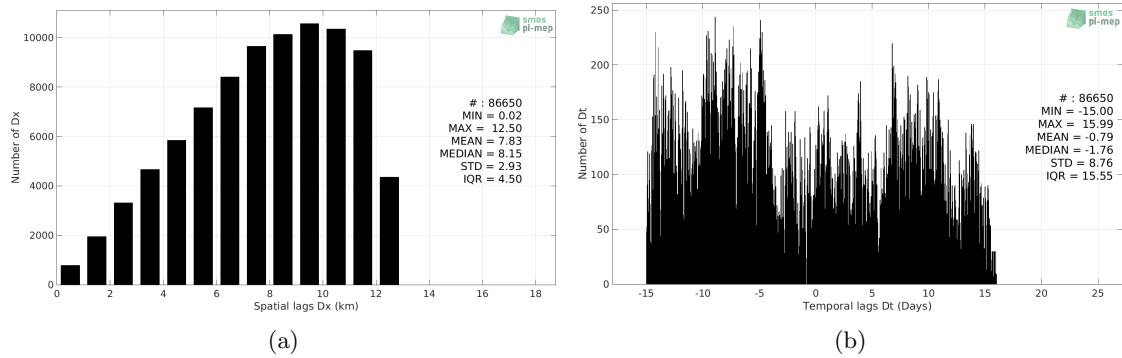 10000
8000
6000
4000
2000
0
Number of Dx
smos
pi-mep
# : 86650
MIN = 0.02
MAX = 12.50
MEAN = 7.83
MEDIAN = 8.15
STD = 2.93
IQR = 4.50
0 2 4 6 8 10 12 14 16 18
Spatial lags Dx (km)
(a)
250
200
150
100
50
0
Number of Dt
smos
pi-mep
# : 86650
MIN = -15.00
MAX = 15.99
MEAN = -0.79
MEDIAN = -1.76
STD = 8.76
IQR = 15.55
-15 -10 -5 0 5 10 15 20 25
Temporal lags Dt (Days)
(b)